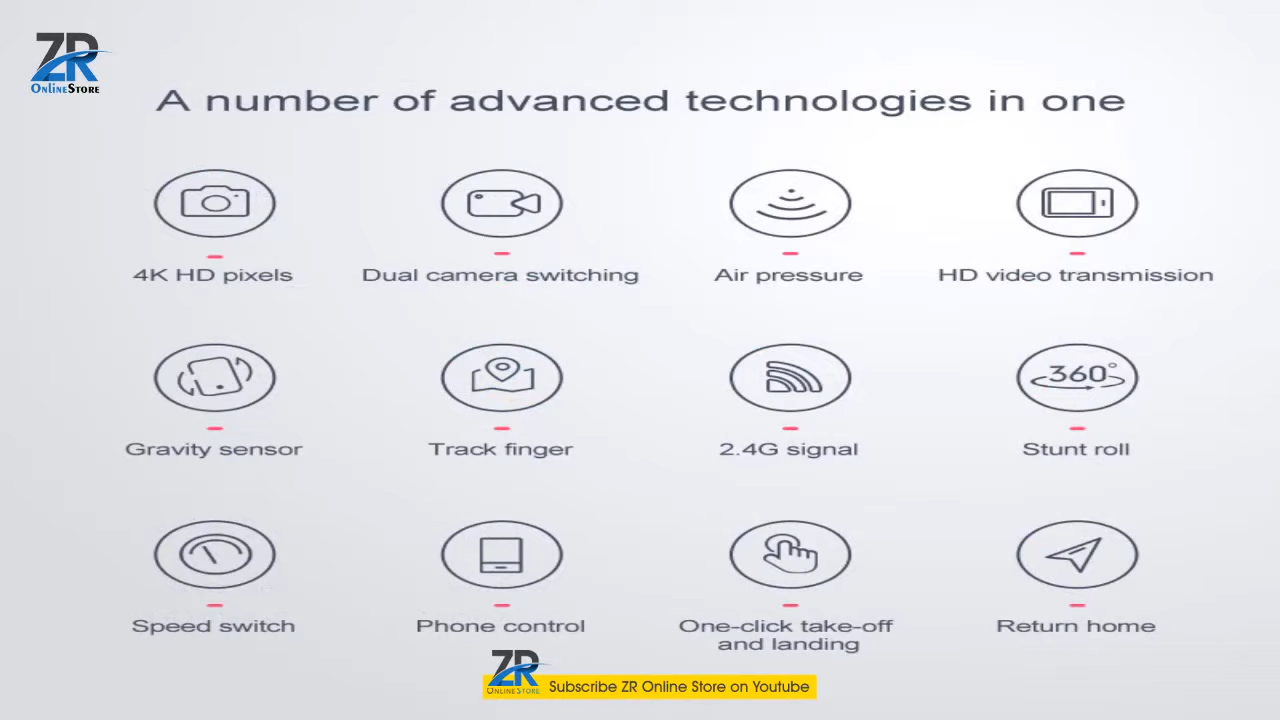 ZR
OnlineStore
A number of advanced technologies in one
4K HD pixels
Dual camera switching
Air pressure
HD video transmission
Gravity sensor
Track finger
2.4G signal
360°
Stunt roll
Speed switch
Phone control
One-click take-off
and landing
Return home
ZR
OnlineStore
Subscribe ZR Online Store on Youtube